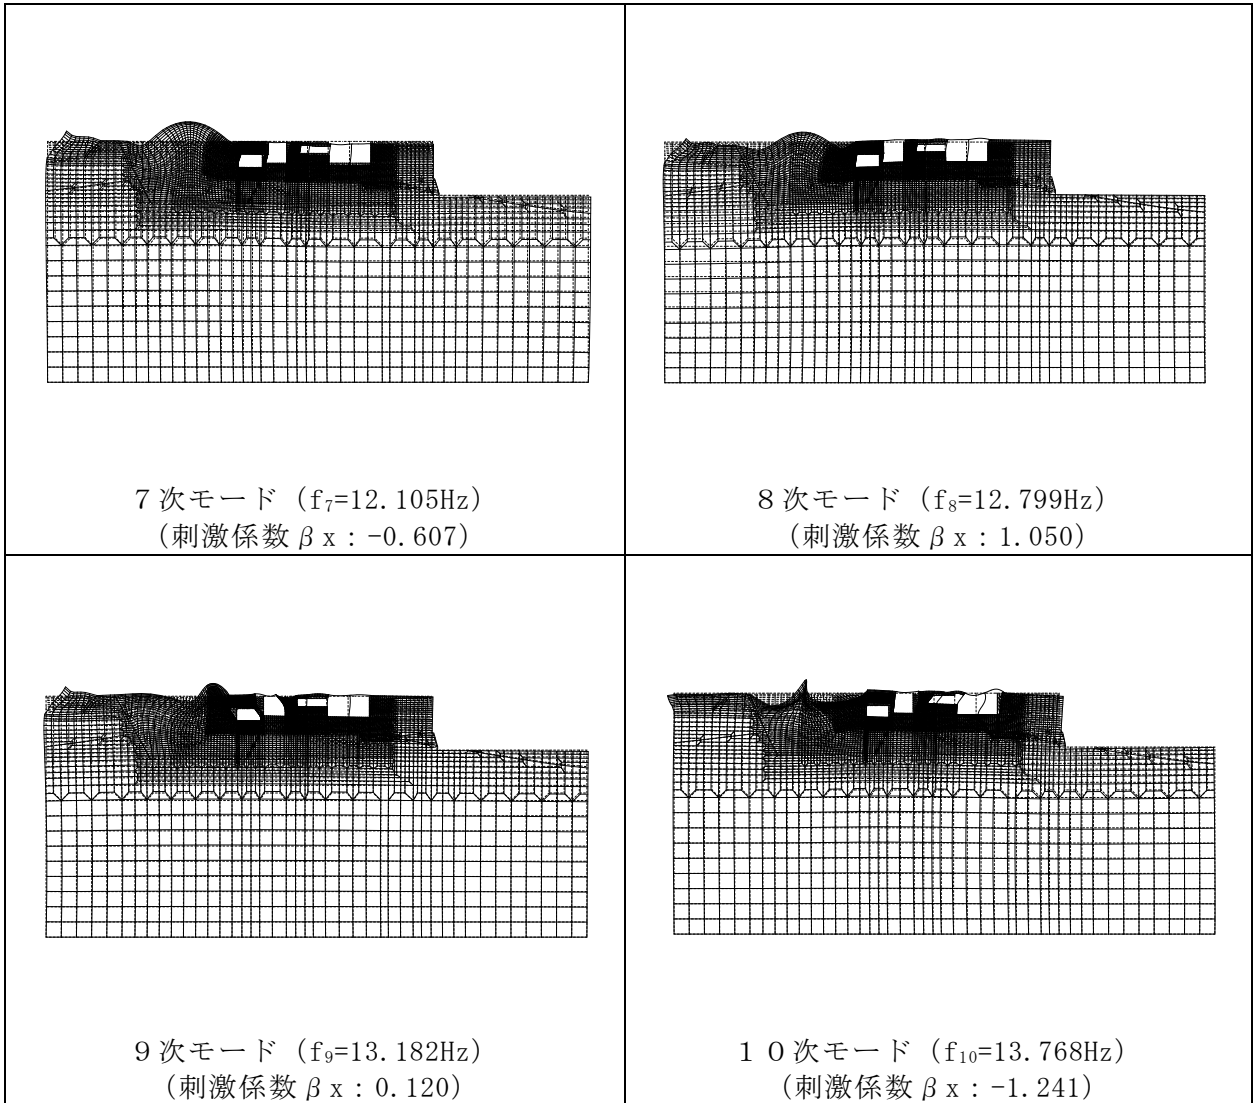 7次モード（f₇=12.105Hz）
（刺激係数βx：-0.607）
8次モード（f₈=12.799Hz）
（刺激係数βx：1.050）
9次モード（f₉=13.182Hz）
（刺激係数βx：0.120）
10次モード（f₁₀=13.768Hz）
（刺激係数βx：-1.241）